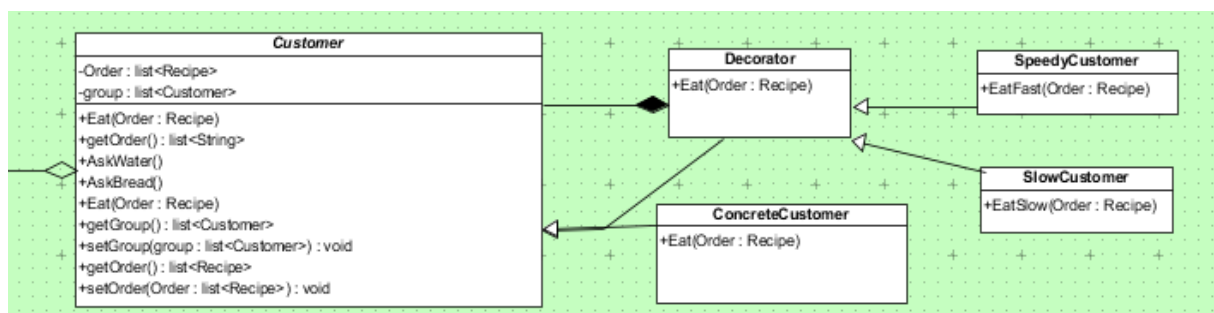 Customer
-Order : list<Recipe>
-group : list<Customer>
+Eat(Order : Recipe)
+getOrder() : list<String>
+AskWater()
+AskBread()
+Eat(Order : Recipe)
+getGroup() : list<Customer>
+setGroup(group : list<Customer>) : void
+getOrder() : list<Recipe>
+setOrder(Order : list<Recipe>) : void
Decorator
+Eat(Order : Recipe)
ConcreteCustomer
+Eat(Order : Recipe)
SpeedyCustomer
+EatFast(Order : Recipe)
SlowCustomer
+EatSlow(Order : Recipe)